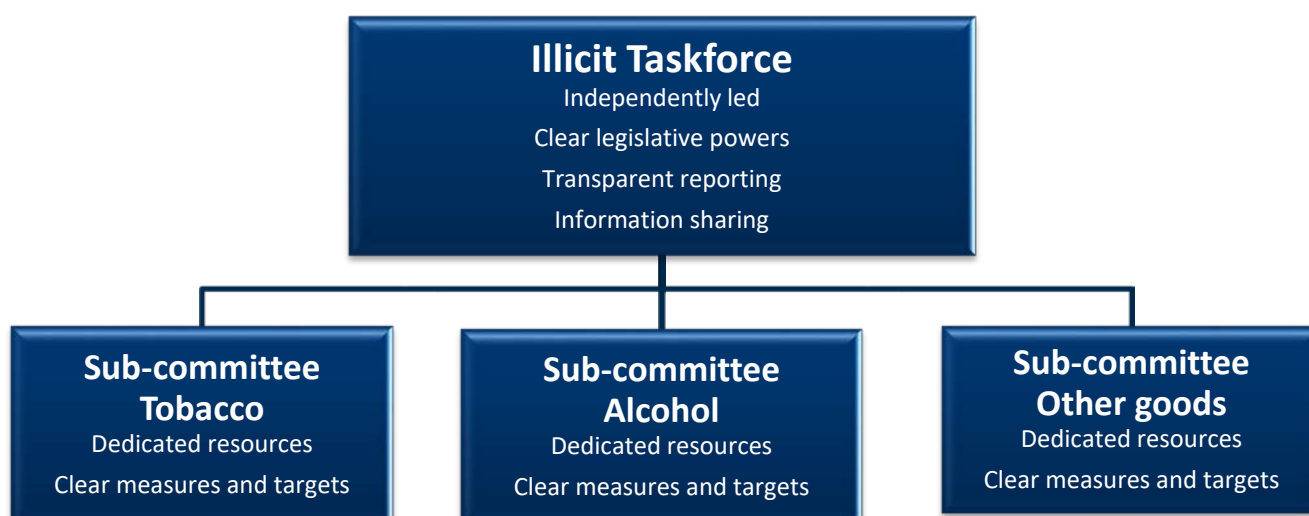 Illicit Taskforce
Independently led
Clear legislative powers
Transparent reporting
Information sharing
Sub-committee
Tobacco
Dedicated resources
Clear measures and targets
Sub-committee
Alcohol
Dedicated resources
Clear measures and targets
Sub-committee
Other goods
Dedicated resources
Clear measures and targets